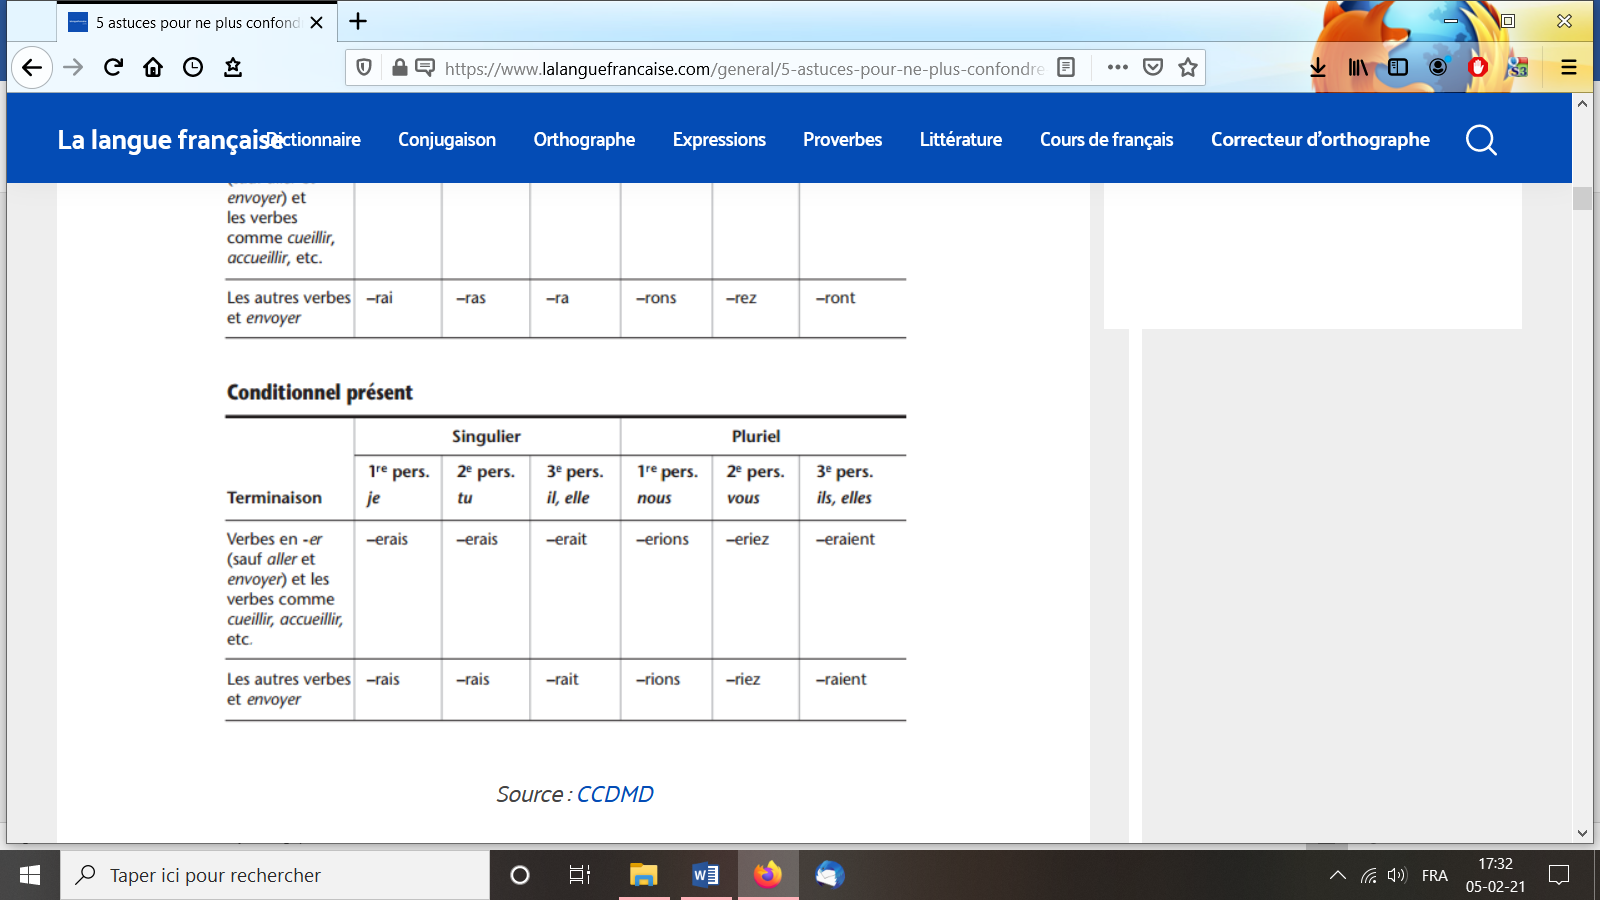 5 astuces pour ne plus confond
https://www.lalanguefrancaise.com/general/5-astuces-pour-ne-plus-confondre
La langue française Dictionnaire Conjugaison Orthographe Expressions Proverbes Littérature Cours de français Correcteur d'orthographe
envoyer) et
les verbes
comme cueillir,
accueillir, etc.
Les autres verbes –rai –ras –ra –rons –rez –ront
et envoyer
Conditionnel présent
Singulier Pluriel
1re pers. 2e pers. 3e pers. 1re pers. 2e pers. 3e pers.
Terminaison je tu il, elle nous vous ils, elles
Verbes en -er –erais –erais –erait –erions –eriez –eraient
(sauf aller et
envoyer) et les
verbes comme
cueillir, accueillir,
etc.
Les autres verbes –rais –rais –rait –rions –riez –raient
et envoyer
Source : CCDMD
Taper ici pour rechercher
FRA
17:32
05-02-21